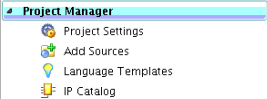 Project Manager
Project Settings
Add Sources
Language Templates
IP Catalog